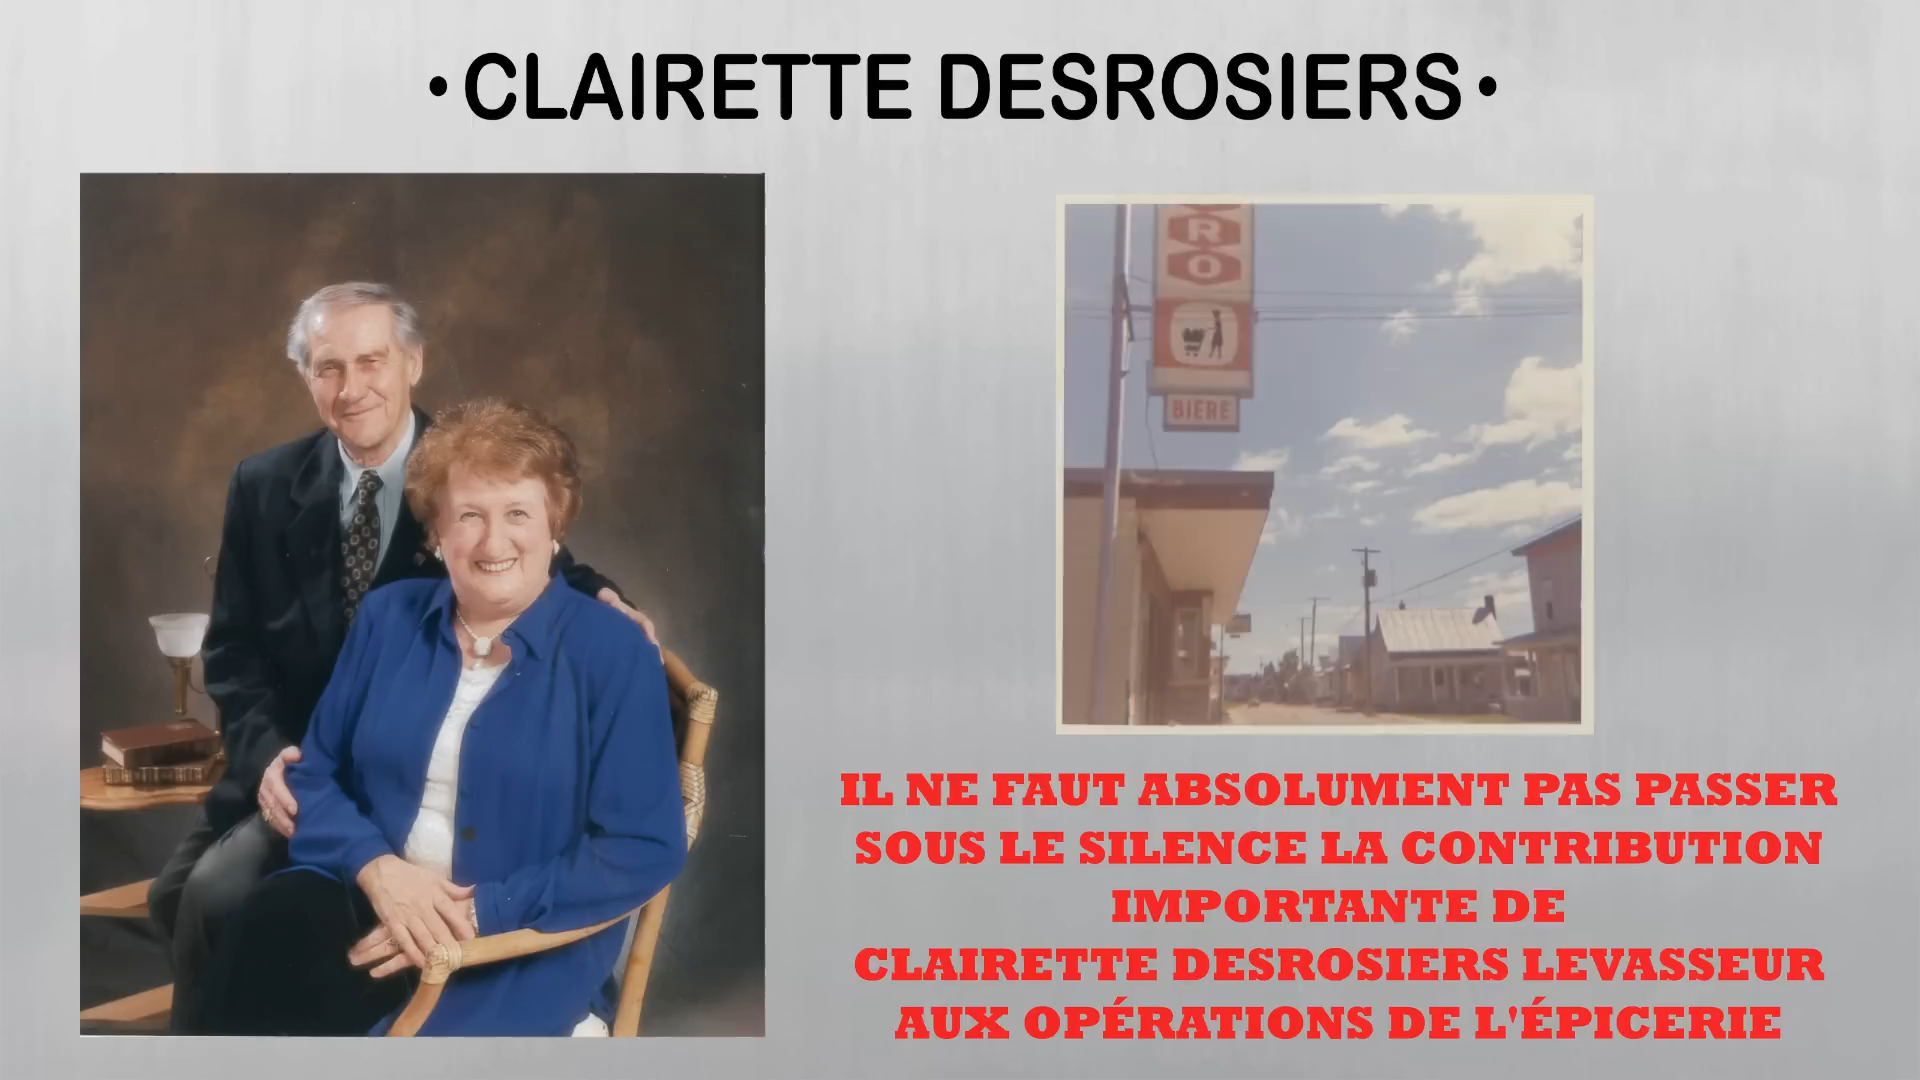 •CLAIRETTE DESROSIERS•
RO
BIÈRE
IL NE FAUT ABSOLUMENT PAS PASSER
SOUS LE SILENCE LA CONTRIBUTION
IMPORTANTE DE
CLAIRETTE DESROSIERS LEVASSEUR
AUX OPÉRATIONS DE L'ÉPICERIE